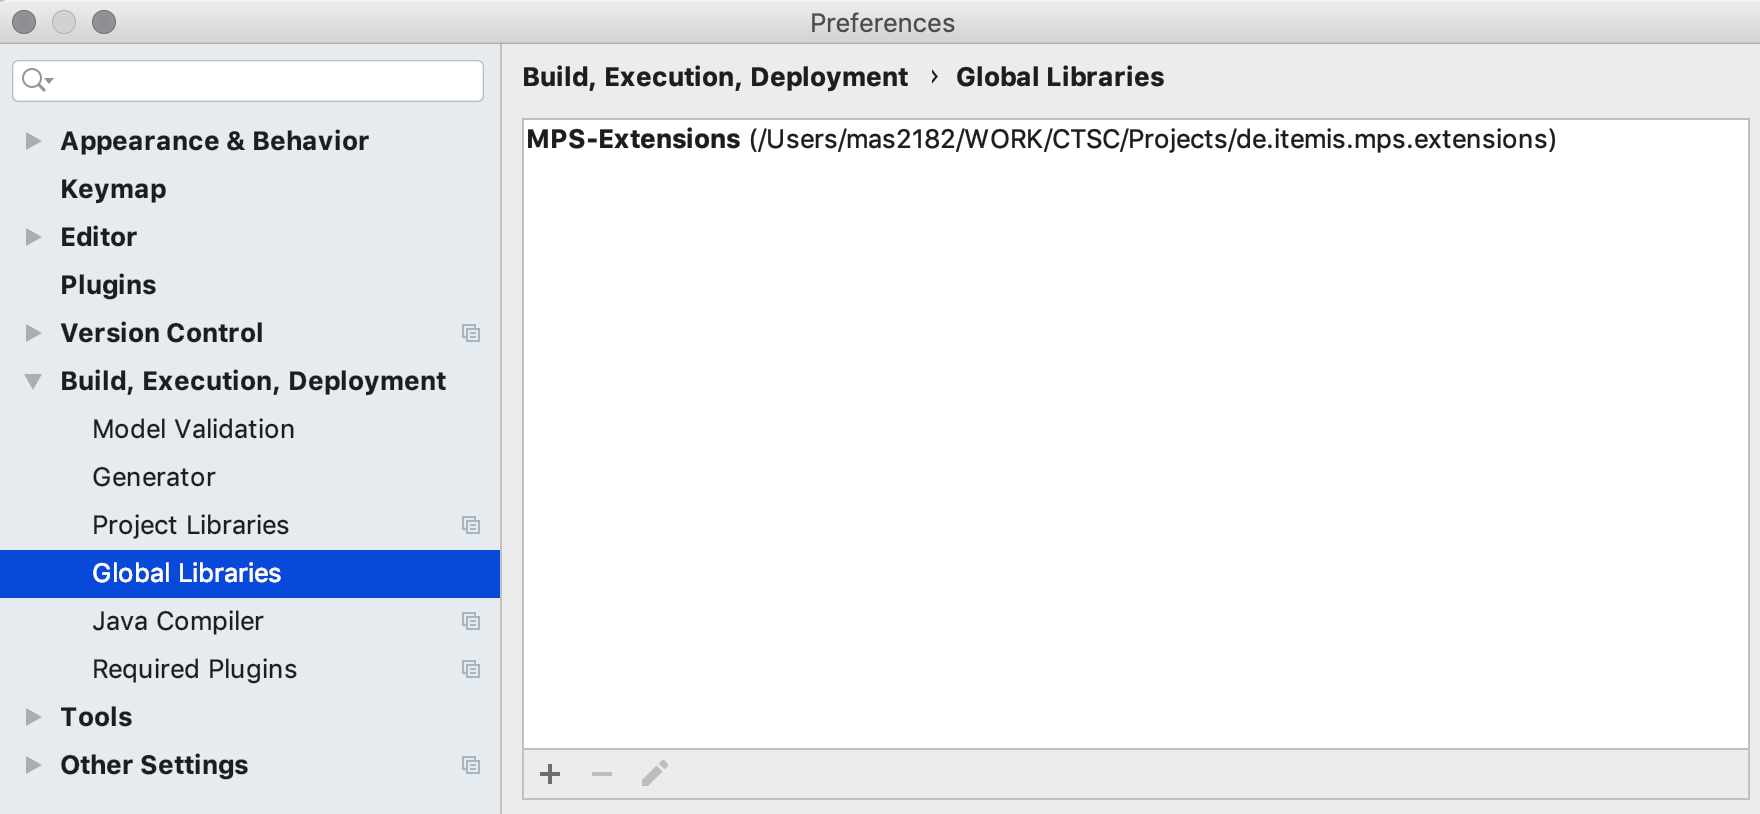 Preferences
Appearance & Behavior
Keymap
Editor
Plugins
Version Control
Build, Execution, Deployment
Model Validation
Generator
Project Libraries
Global Libraries
Java Compiler
Required Plugins
Tools
Other Settings
Build, Execution, Deployment › Global Libraries
MPS-Extensions (/Users/mas2182/WORK/CTSC/Projects/de.itemis.mps.extensions)